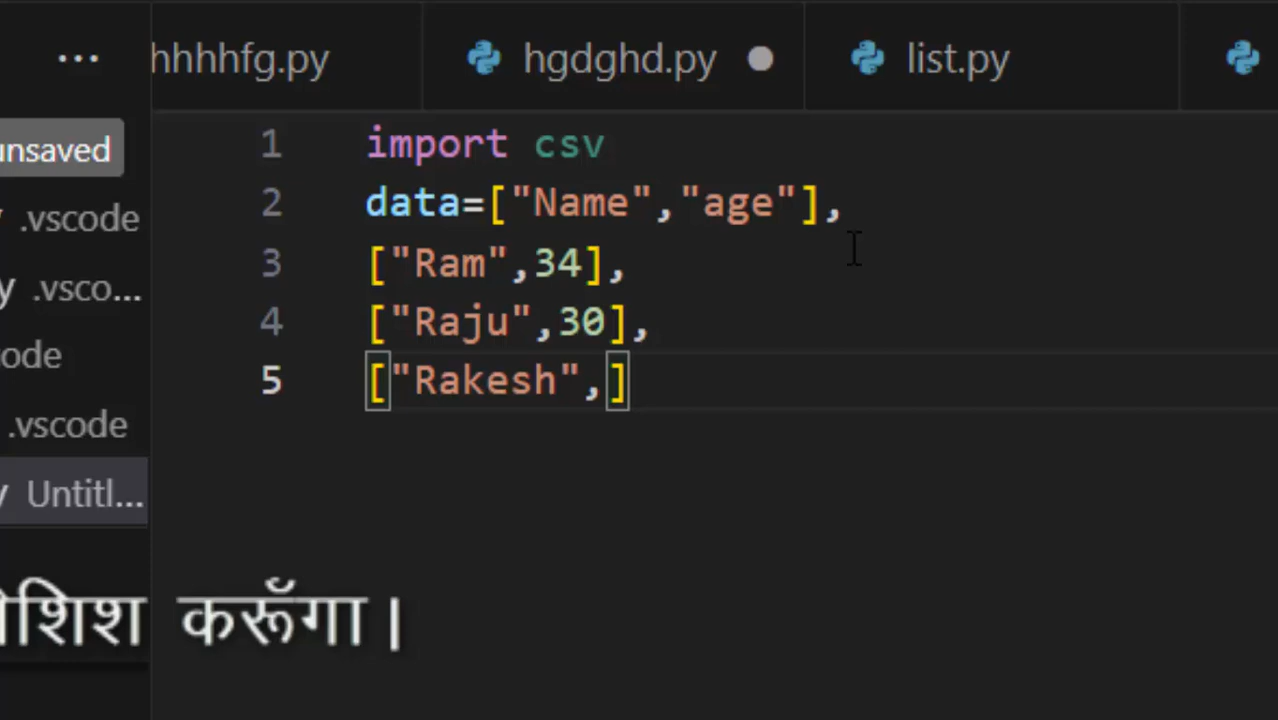 hhhhfg.py hgdghd.py list.py
unsaved
.vscode
.vsco...
.vscode
Untitl...
1 import csv
2 data=["Name","age"],
3 ["Ram",34],
4 ["Raju",30],
5 ["Rakesh",]
करूँगा।